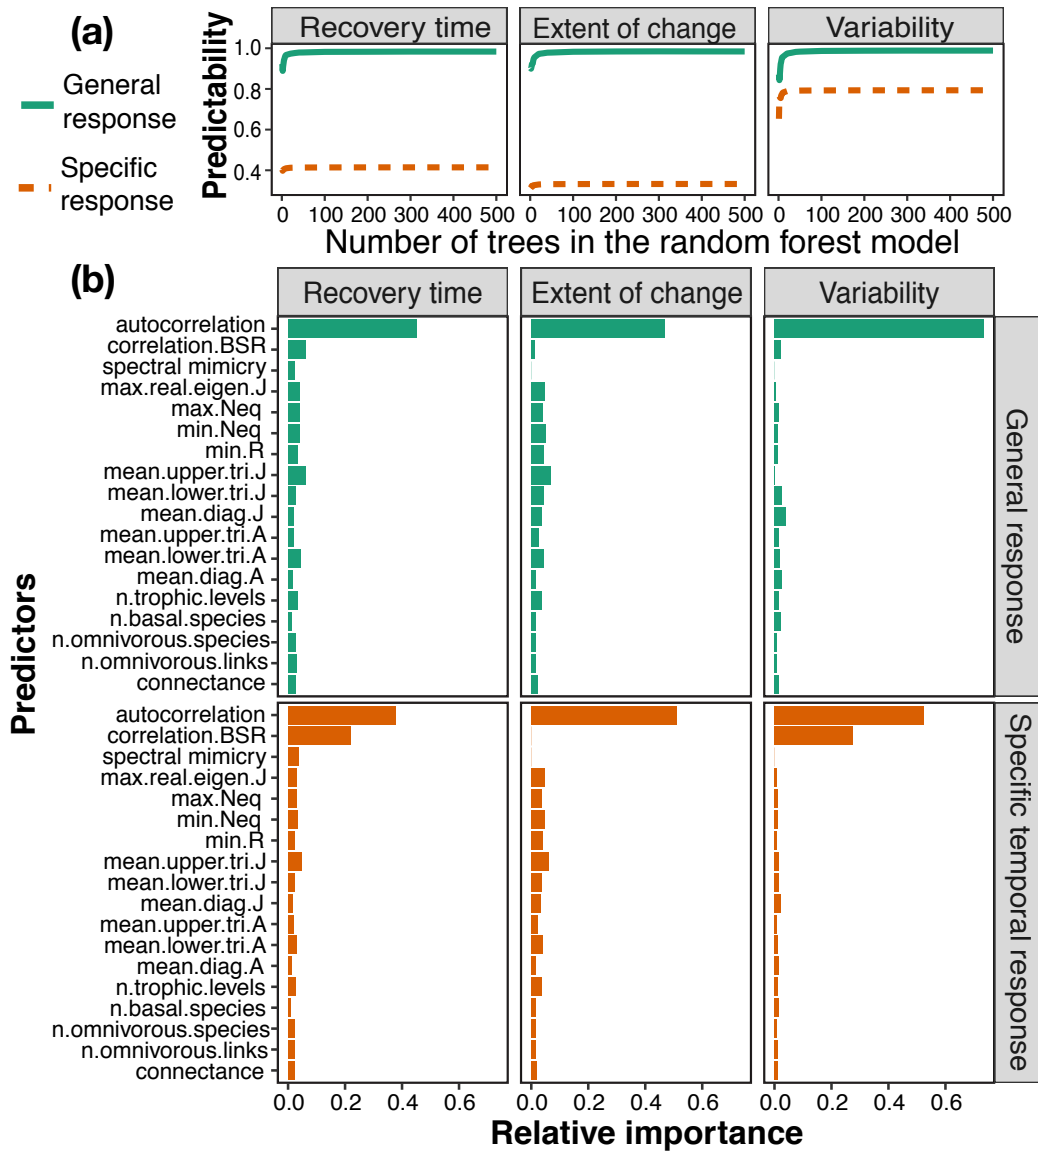 (a)
General
response
Specific
response
Recovery time
Extent of change
Variability
Predictability
1.0
0.8
0.6
0.4
0 100 200 300 400 500
0 100 200 300 400 500
0 100 200 300 400 500
Number of trees in the random forest model
(b)
Recovery time
Extent of change
Variability
Predictors
autocorrelation
correlation.BSR
spectral mimicry
max.real.eigen.J
max.Neq
min.Neq
min.R
mean.upper.tri.J
mean.lower.tri.J
mean.diag.J
mean.upper.tri.A
mean.lower.tri.A
mean.diag.A
n.trophic.levels
n.basal.species
n.omnivorous.species
n.omnivorous.links
connectance
General response
autocorrelation
correlation.BSR
spectral mimicry
max.real.eigen.J
max.Neq
min.Neq
min.R
mean.upper.tri.J
mean.lower.tri.J
mean.diag.J
mean.upper.tri.A
mean.lower.tri.A
mean.diag.A
n.trophic.levels
n.basal.species
n.omnivorous.species
n.omnivorous.links
connectance
Specific temporal response
0.0 0.2 0.4 0.6
0.0 0.2 0.4 0.6
0.0 0.2 0.4 0.6
Relative importance